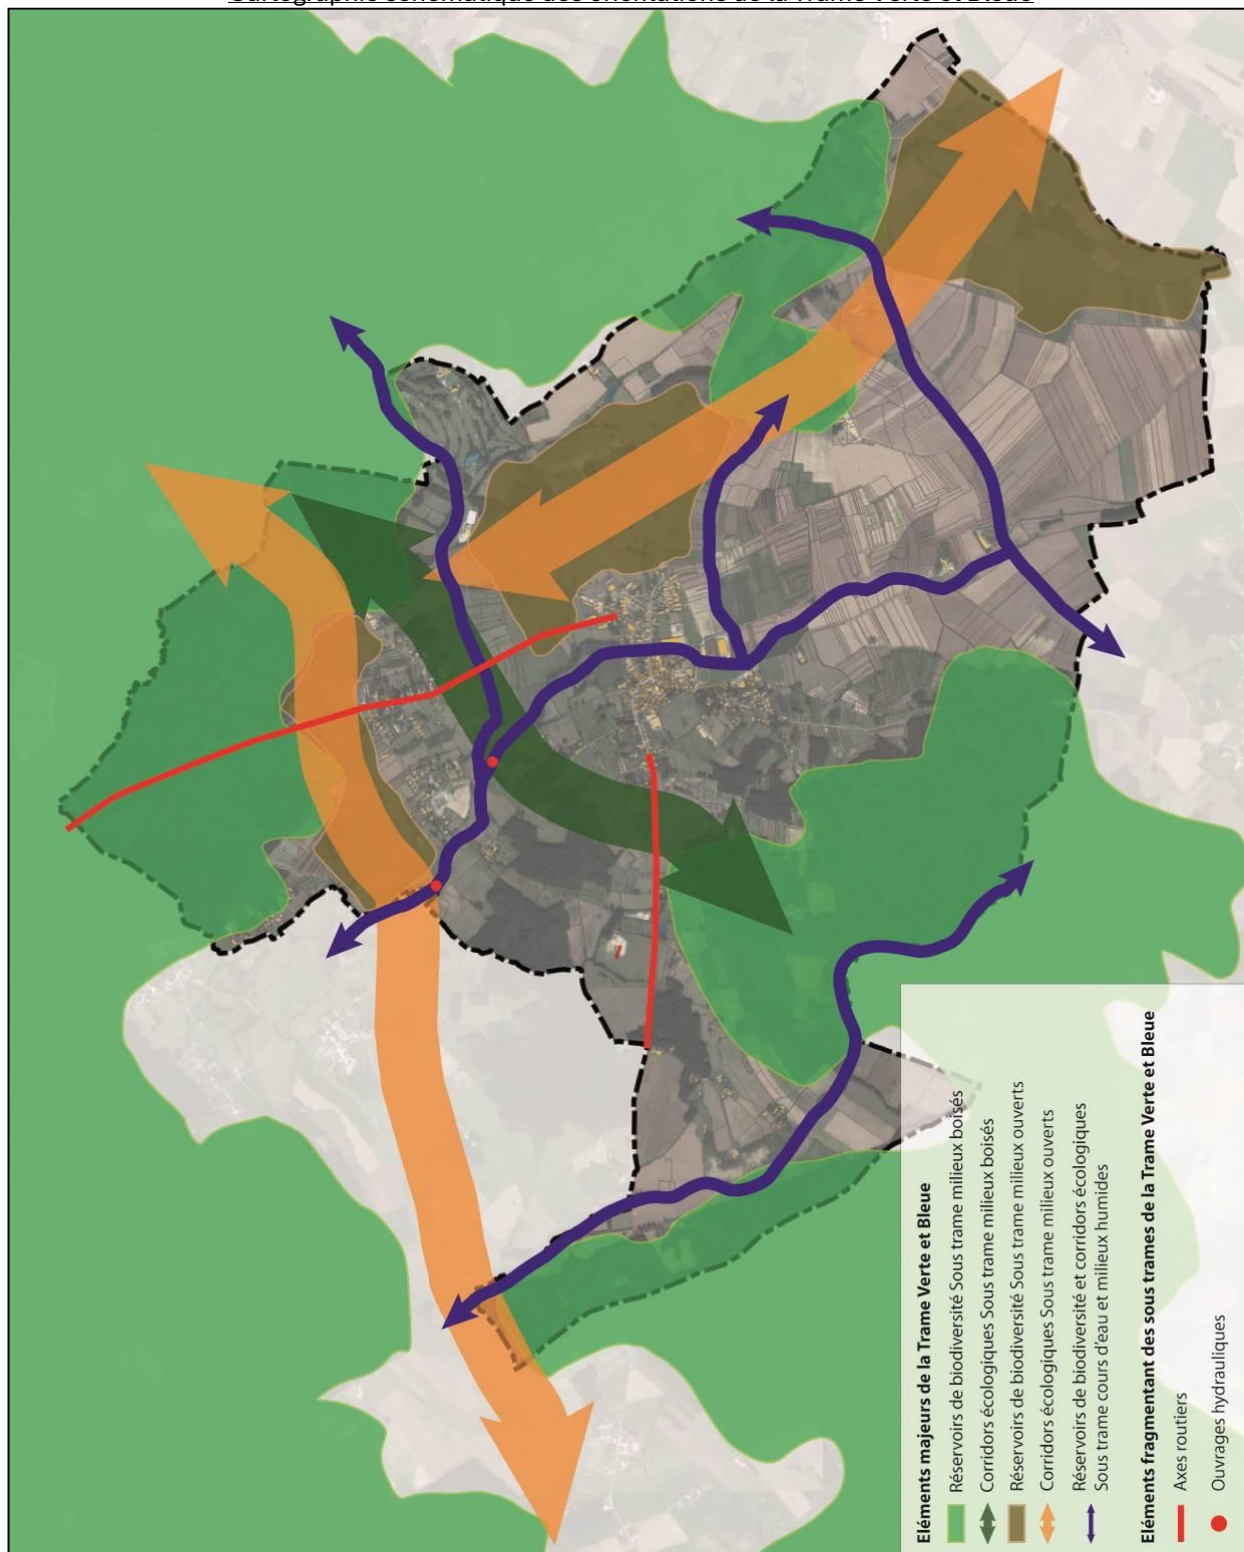 Cartographie schématique des orientations de la Trame Verte et Bleue
Eléments majeurs de la Trame Verte et Bleue
Réservoirs de biodiversité Sous trame milieux boisés
Corridors écologiques Sous trame milieux boisés
Réservoirs de biodiversité Sous trame milieux ouverts
Corridors écologiques Sous trame milieux ouverts
Réservoirs de biodiversité et corridors écologiques
Sous trame cours d'eau et milieux humides
Eléments fragmentant des sous trames de la Trame Verte et Bleue
Axes routiers
Ouvrages hydrauliques